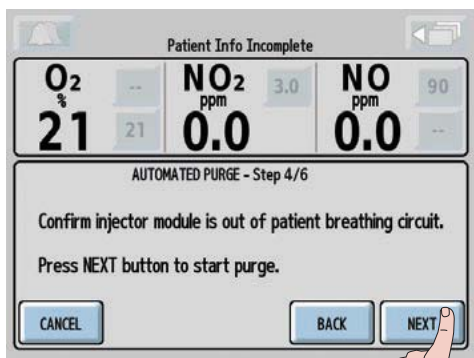 Patient Info Incomplete
O2 % -- 21 21
NO2 ppm 3.0 0.0
NO ppm 90 -- 0.0
AUTOMATED PURGE - Step 4/6
Confirm injector module is out of patient breathing circuit.
Press NEXT button to start purge.
CANCEL BACK NEXT